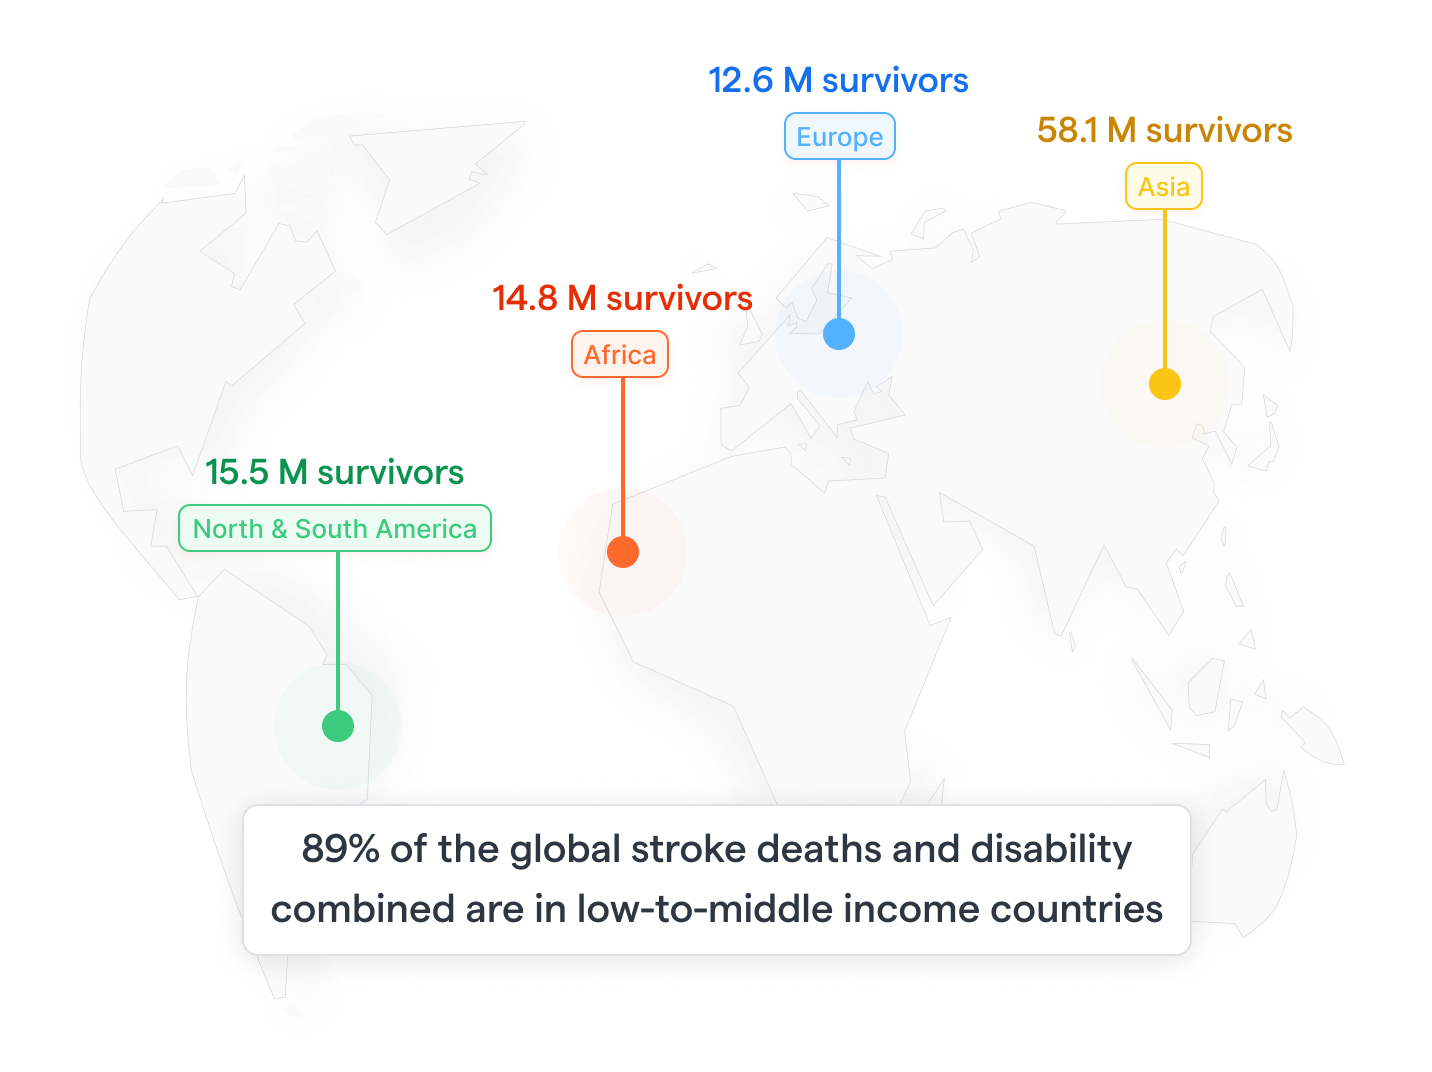 12.6 M survivors
Europe
58.1 M survivors
Asia
14.8 M survivors
Africa
15.5 M survivors
North & South America
89% of the global stroke deaths and disability
combined are in low-to-middle income countries